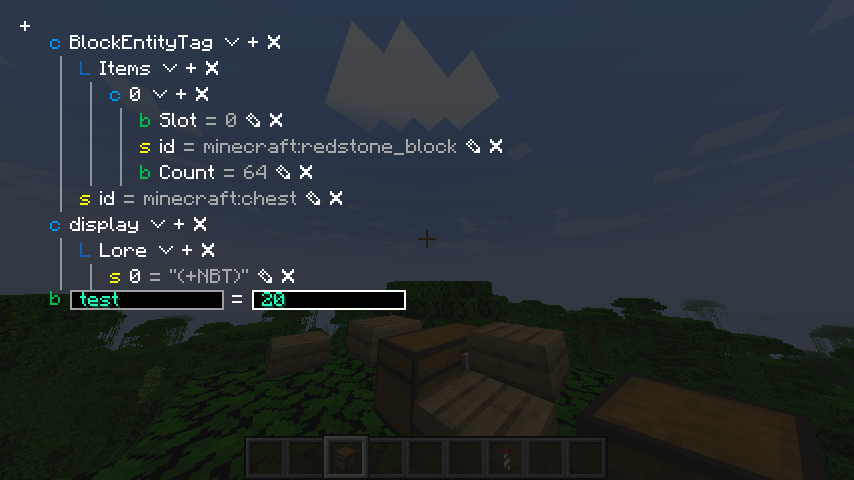 +
c BlockEntityTag + X
L Items + X
c 0 + X
b Slot = 0 X
s id = minecraft:redstone_block X
b Count = 64 X
s id = minecraft:chest X
c display + X
L Lore + X
s 0 = "(+NBT)" X
b test = 20